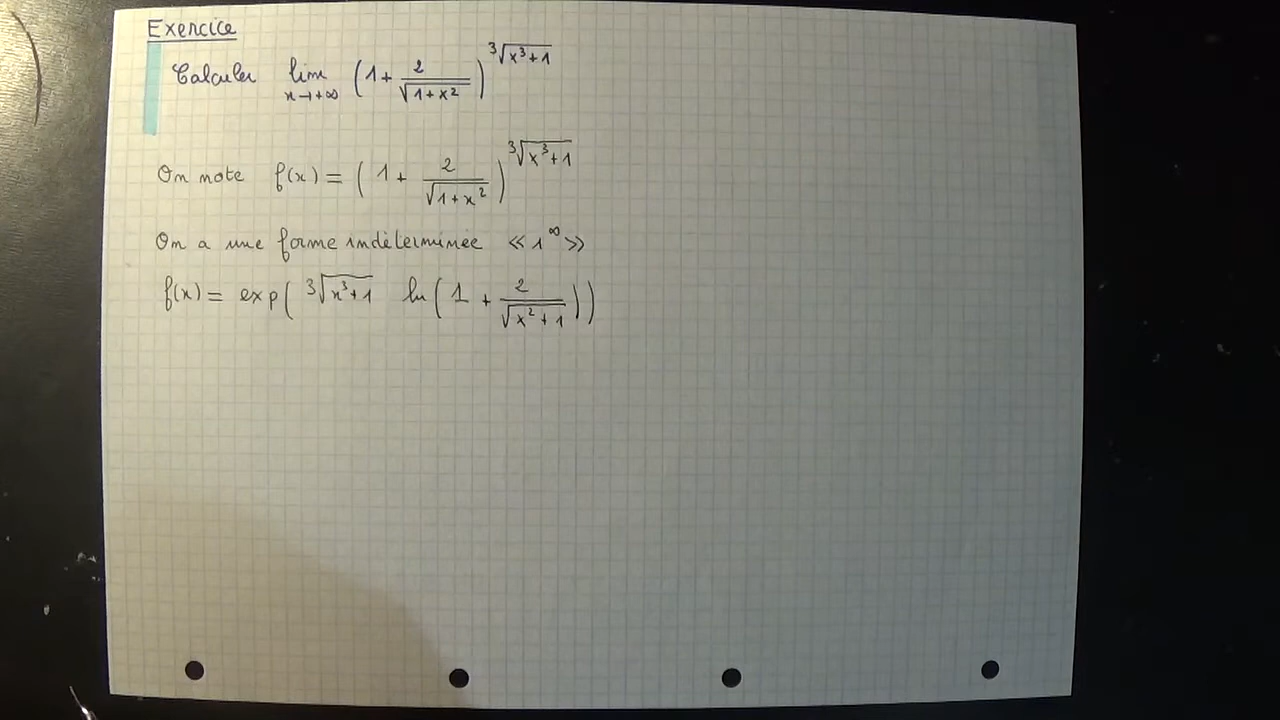 Exercice
Calculer lim x→+∞ (1 + 2/√(1+x²))^∛(x³+1)
On note f(x) = (1 + 2/√(1+x²))^∛(x³+1)
On a une forme indéterminée « 1^∞ »
f(x) = exp( ∛(x³+1) ln( 1 + 2/√(x²+1) ) )